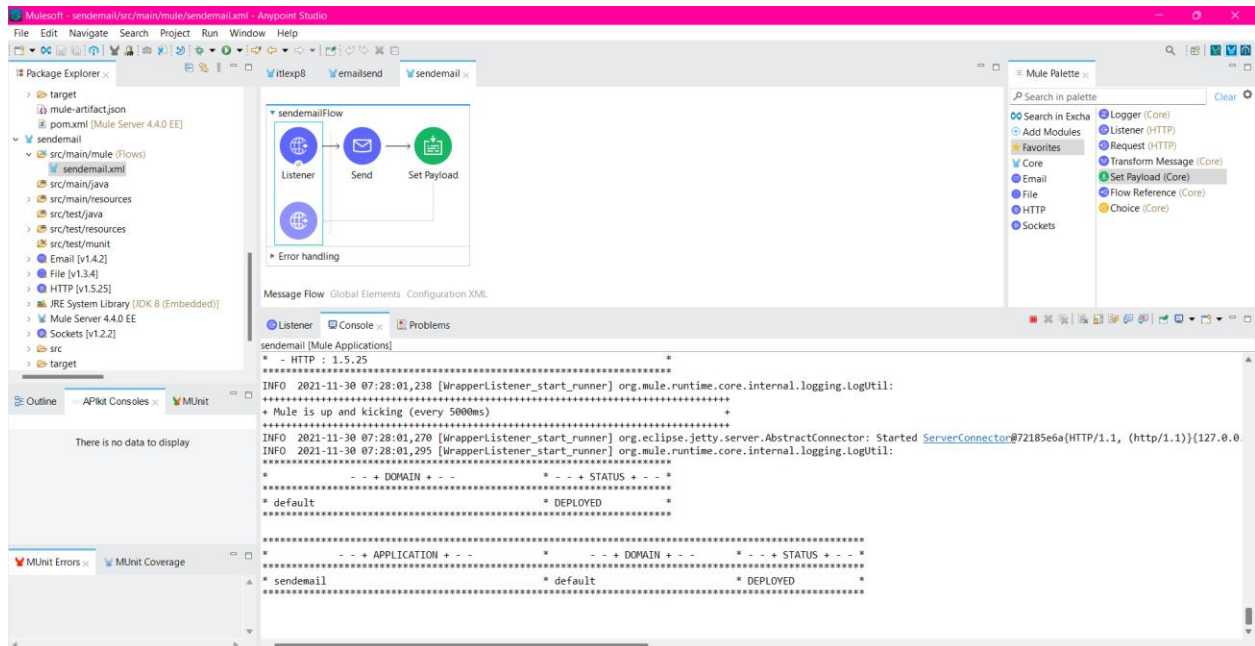 Mulesoft - sendemail/src/main/mule/sendemail.xml - Anypoint Studio
File Edit Navigate Search Project Run Window Help
Package Explorer
target
mule-artifact.json
pom.xml [Mule Server 4.4.0 EE]
sendemail
src/main/mule (Flows)
sendemail.xml
src/main/java
src/main/resources
src/test/java
src/test/resources
src/test/munit
Email [v1.4.2]
File [v1.3.4]
HTTP [v1.5.25]
JRE System Library [JDK 8 (Embedded)]
Mule Server 4.4.0 EE
Sockets [v1.2.2]
src
target
Outline APIkit Consoles MUnit
There is no data to display
MUnit Errors MUnit Coverage
itlexp8 emailsend sendemail
sendemailFlow
Listener Send Set Payload
Error handling
Message Flow Global Elements Configuration XML
Mule Palette
Search in palette Clear
Search in Excha
Add Modules
Favorites
Core
Email
File
HTTP
Sockets
Logger (Core)
Listener (HTTP)
Request (HTTP)
Transform Message (Core)
Set Payload (Core)
Flow Reference (Core)
Choice (Core)
Listener Console Problems
sendemail [Mule Applications]
* - HTTP : 1.5.25 *
**********************************************************************
INFO 2021-11-30 07:28:01,238 [WrapperListener_start_runner] org.mule.runtime.core.internal.logging.LogUtil:
++++++++++++++++++++++++++++++++++++++++++++++++++++++++++++++++++++++++++++++++
+ Mule is up and kicking (every 5000ms) +
++++++++++++++++++++++++++++++++++++++++++++++++++++++++++++++++++++++++++++++++
INFO 2021-11-30 07:28:01,270 [WrapperListener_start_runner] org.eclipse.jetty.server.AbstractConnector: Started ServerConnector@72185e6a{HTTP/1.1, (http/1.1)}{127.0.0.
INFO 2021-11-30 07:28:01,295 [WrapperListener_start_runner] org.mule.runtime.core.internal.logging.LogUtil:
**********************************************************************
* - - + DOMAIN + - - * - - + STATUS + - - *
**********************************************************************
* default * DEPLOYED *
**********************************************************************
*******************************************************************************************************
* - - + APPLICATION + - - * - - + DOMAIN + - - * - - + STATUS + - - *
*******************************************************************************************************
* sendemail * default * DEPLOYED *
*******************************************************************************************************